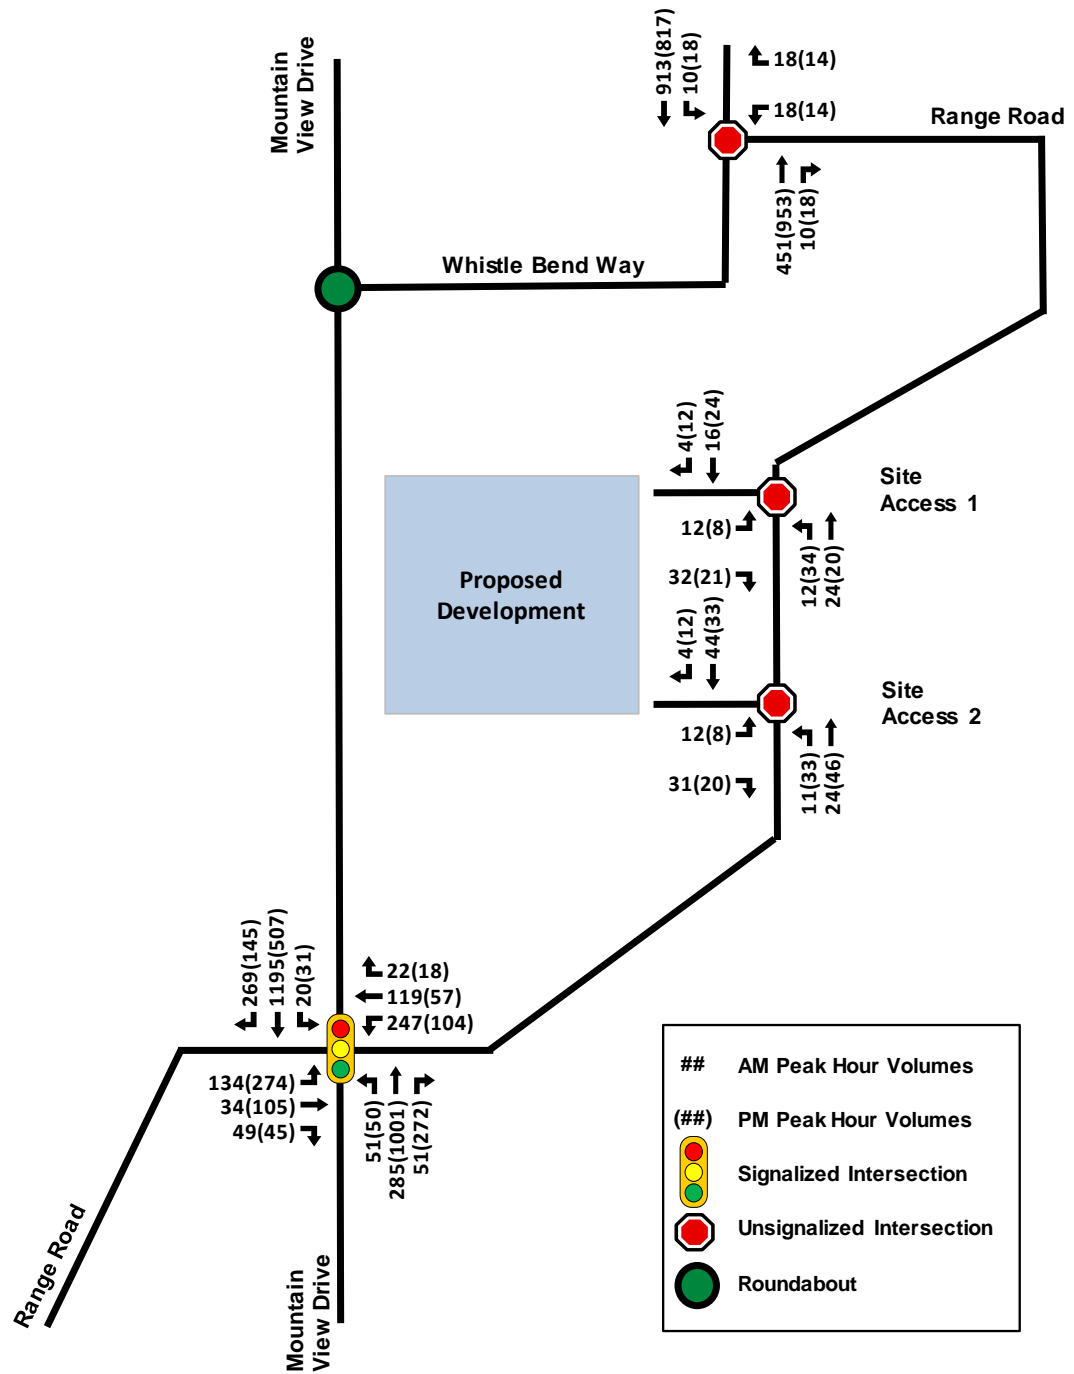 Mountain
View Drive
913(817)
10(18)
18(14)
18(14)
Range Road
451(953)
10(18)
Whistle Bend Way
4(12)
16(24)
Site
Access 1
12(8)
32(21)
12(34)
24(20)
Proposed
Development
4(12)
44(33)
Site
Access 2
12(8)
31(20)
11(33)
24(46)
269(145)
1195(507)
20(31)
22(18)
119(57)
247(104)
134(274)
34(105)
49(45)
51(50)
285(1001)
51(272)
Range Road
Mountain
View Drive
## AM Peak Hour Volumes
(##) PM Peak Hour Volumes
Signalized Intersection
Unsignalized Intersection
Roundabout